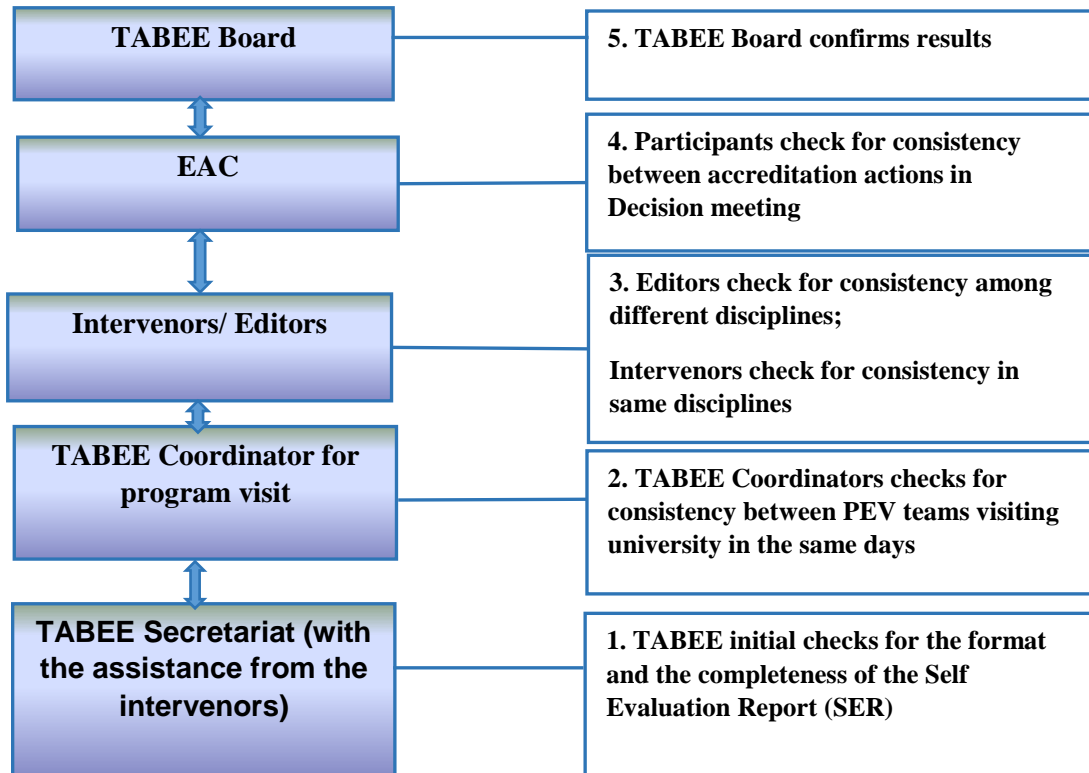 TABEE Board
5. TABEE Board confirms results
EAC
4. Participants check for consistency
between accreditation actions in
Decision meeting
Intervenors/ Editors
3. Editors check for consistency among
different disciplines;
Intervenors check for consistency in
same disciplines
TABEE Coordinator for
program visit
2. TABEE Coordinators checks for
consistency between PEV teams visiting
university in the same days
TABEE Secretariat (with
the assistance from the
intervenors)
1. TABEE initial checks for the format
and the completeness of the Self
Evaluation Report (SER)